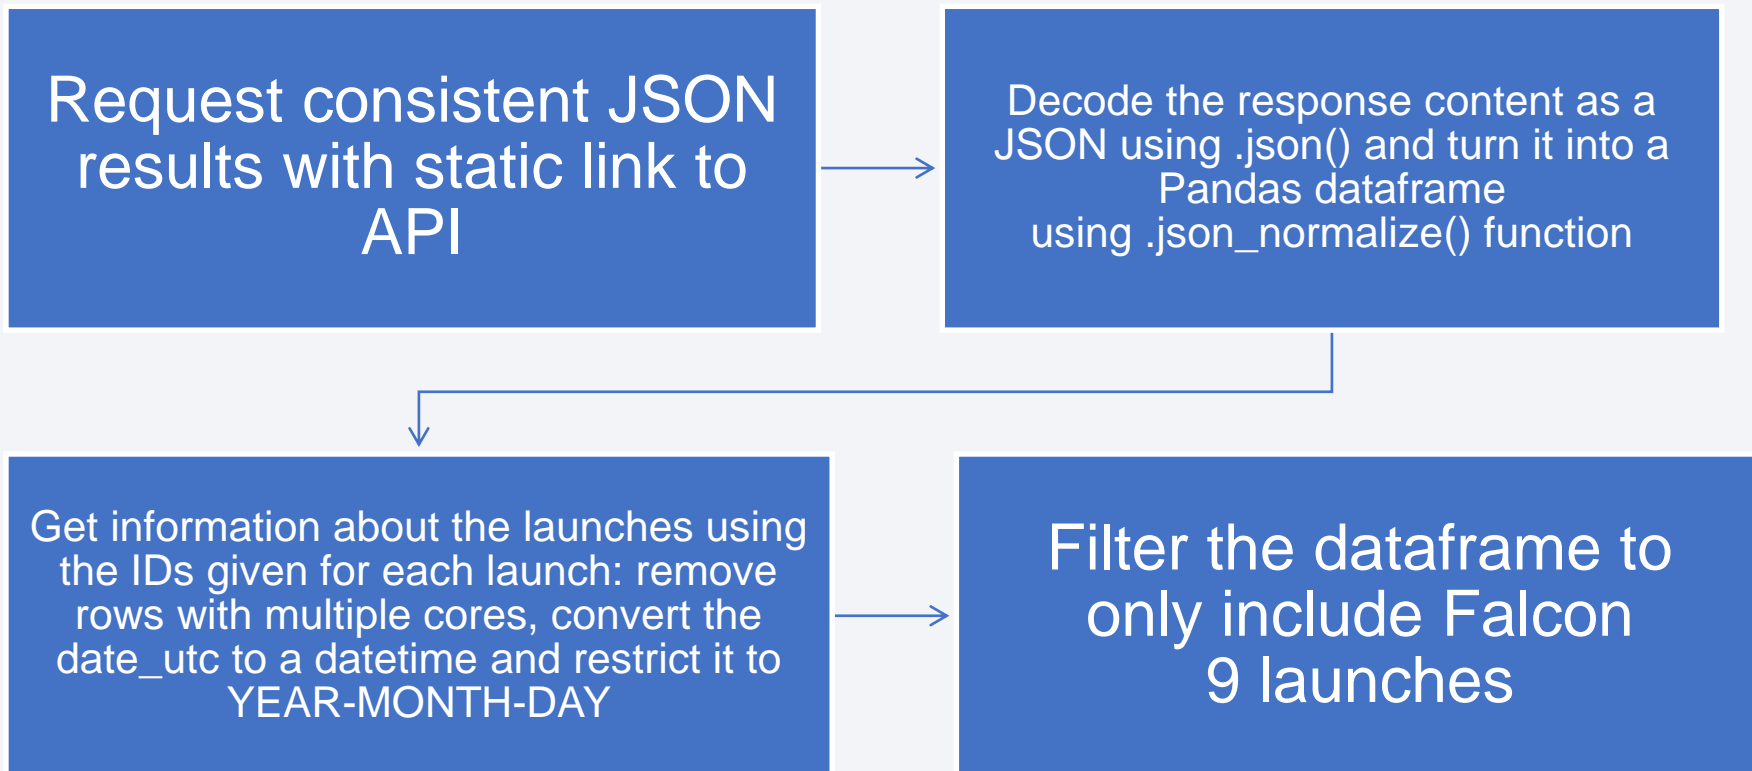 Request consistent JSON
results with static link to
API
Decode the response content as a
JSON using .json() and turn it into a
Pandas dataframe
using .json_normalize() function
Get information about the launches using
the IDs given for each launch: remove
rows with multiple cores, convert the
date_utc to a datetime and restrict it to
YEAR-MONTH-DAY
Filter the dataframe to
only include Falcon
9 launches